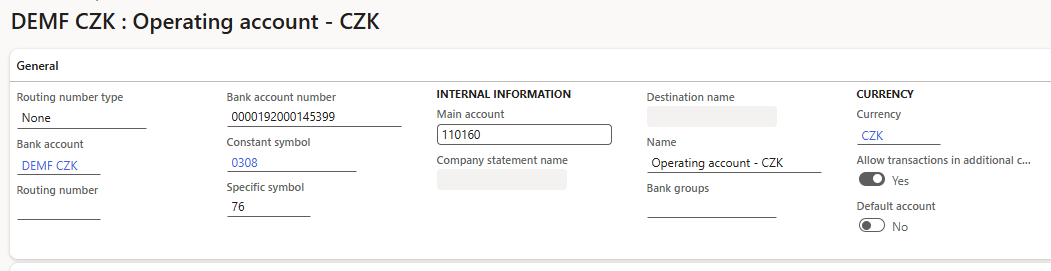 DEMF CZK : Operating account - CZK
General
Routing number type
None
Bank account
DEMF CZK
Routing number
Bank account number
0000192000145399
Constant symbol
0308
Specific symbol
76
INTERNAL INFORMATION
Main account
110160
Company statement name
Destination name
Name
Operating account - CZK
Bank groups
CURRENCY
Currency
CZK
Allow transactions in additional c...
Yes
Default account
No